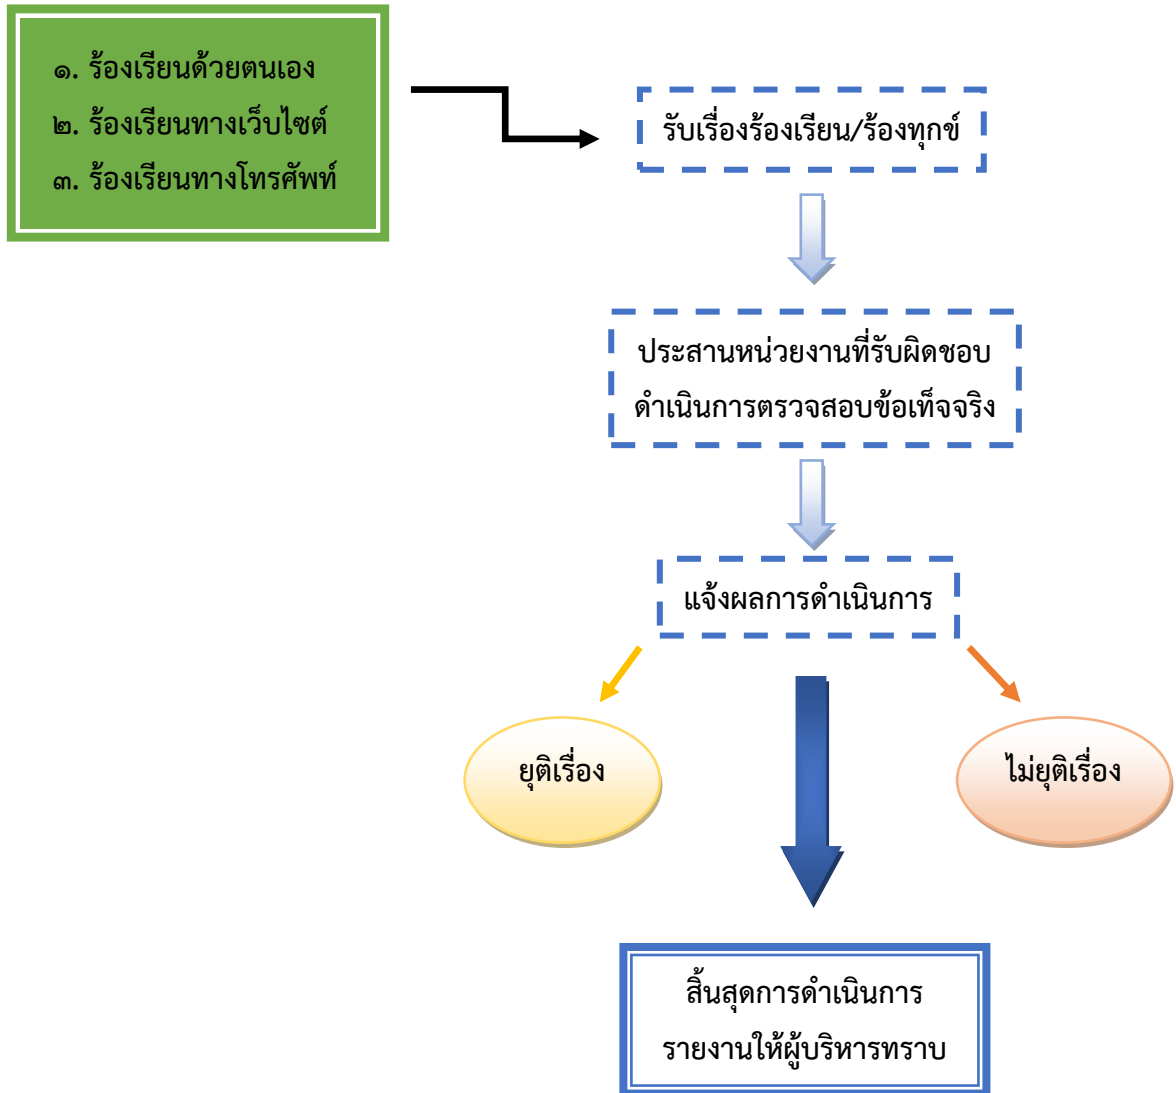 ๑. ร้องเรียนด้วยตนเอง
๒. ร้องเรียนทางเว็บไซต์
๓. ร้องเรียนทางโทรศัพท์
รับเรื่องร้องเรียน/ร้องทุกข์
ประสานหน่วยงานที่รับผิดชอบ
ดำเนินการตรวจสอบข้อเท็จจริง
แจ้งผลการดำเนินการ
ยุติเรื่อง
ไม่ยุติเรื่อง
สิ้นสุดการดำเนินการ
รายงานให้ผู้บริหารทราบ